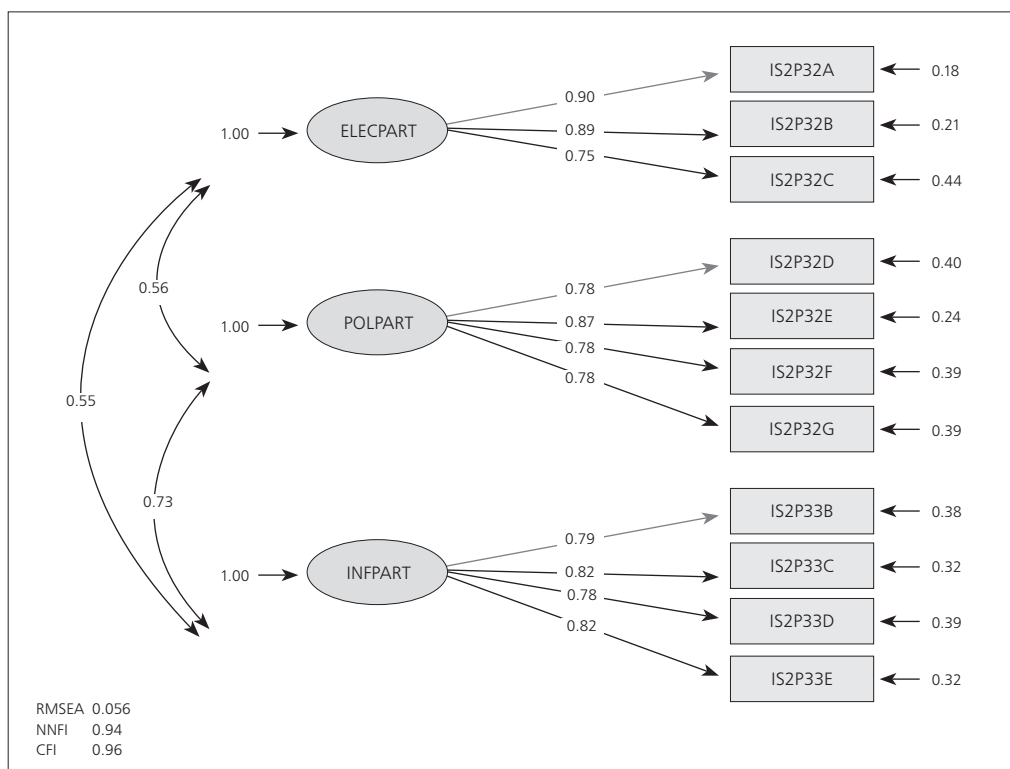 IS2P32A
0.18
0.90
1.00
ELECPART
0.89
IS2P32B
0.21
0.75
IS2P32C
0.44
IS2P32D
0.40
0.56
0.78
1.00
POLPART
0.87
IS2P32E
0.24
0.78
0.78
IS2P32F
0.39
0.55
IS2P32G
0.39
0.73
IS2P33B
0.38
0.79
1.00
INFPART
0.82
IS2P33C
0.32
0.78
0.82
IS2P33D
0.39
IS2P33E
0.32
RMSEA 0.056
NNFI 0.94
CFI 0.96